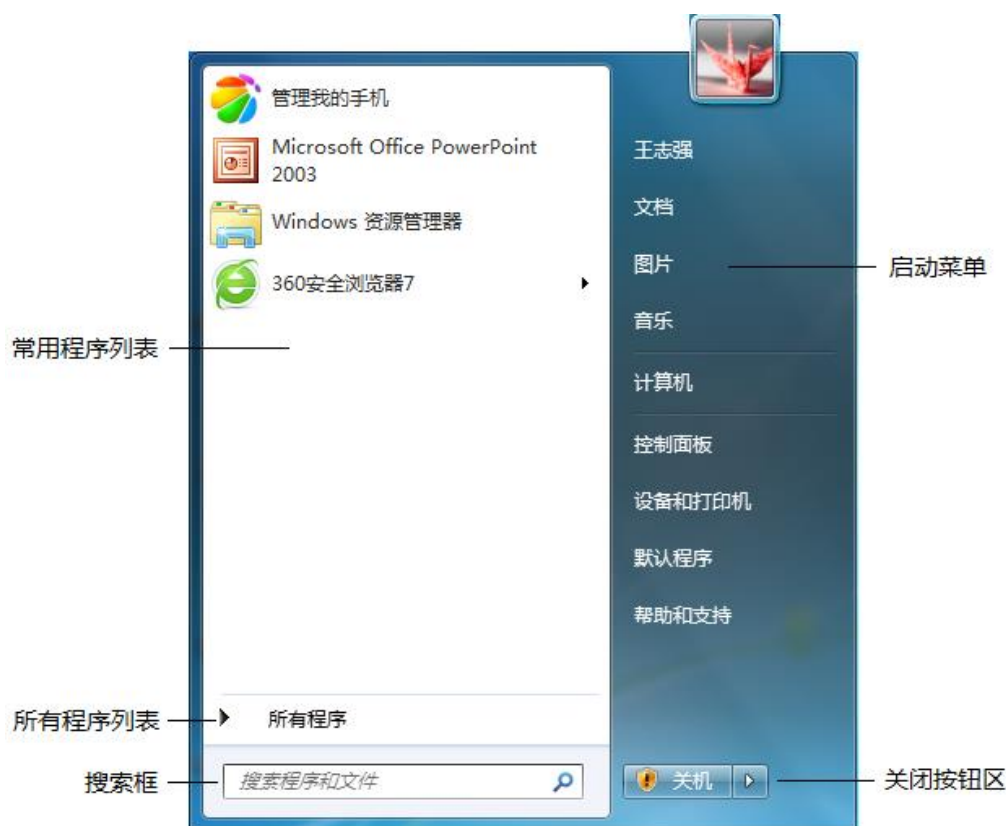 管理我的手机
Microsoft Office PowerPoint
2003
Windows 资源管理器
360安全浏览器7
常用程序列表
所有程序列表
所有程序
搜索框
搜索程序和文件
王志强
文档
图片
启动菜单
音乐
计算机
控制面板
设备和打印机
默认程序
帮助和支持
关机
关闭按钮区